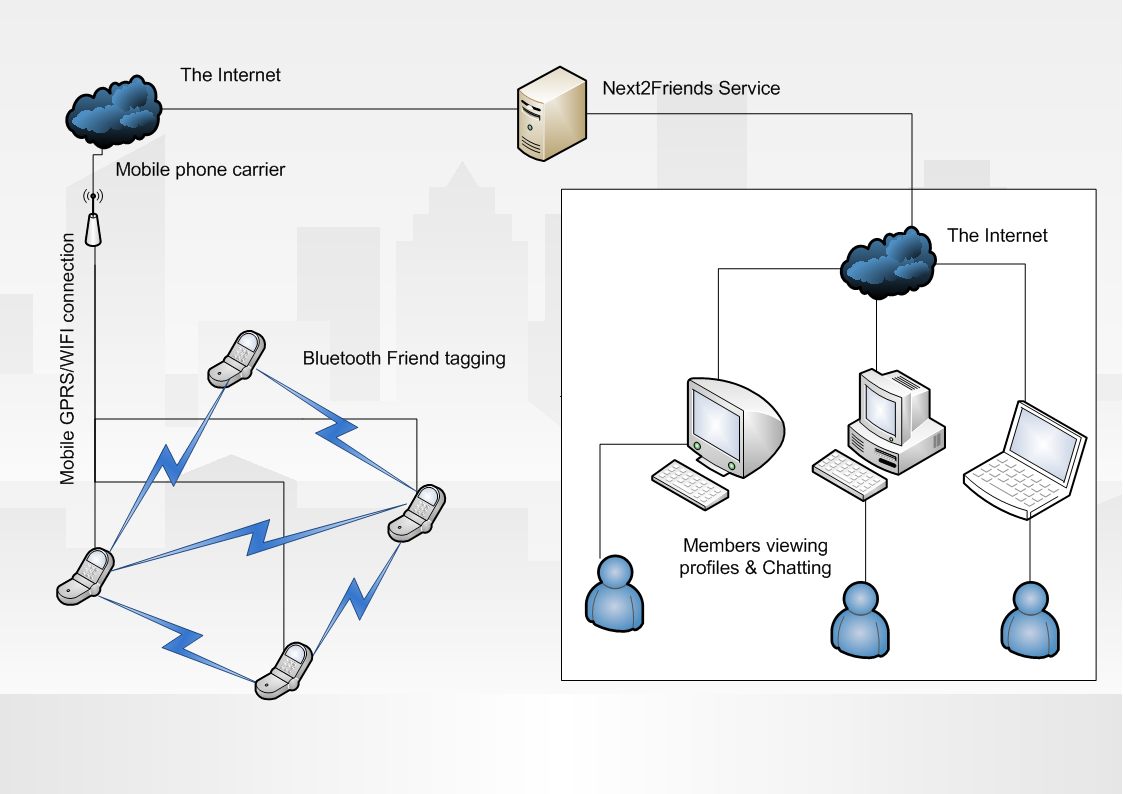 The Internet
Next2Friends Service
Mobile phone carrier
The Internet
Mobile GPRS/WIFI connection
Bluetooth Friend tagging
Members viewing
profiles & Chatting